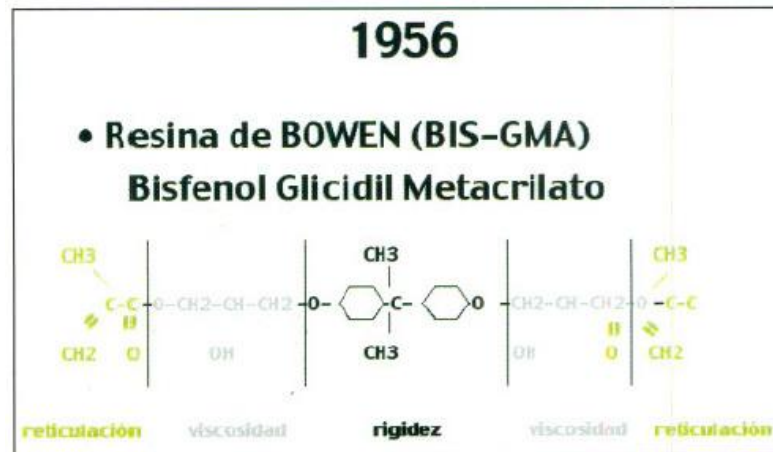 1956
• Resina de BOWEN (BIS-GMA)
Bisfenol Glicidil Metacrilato
CH3 CH3 CH3
C-C-O-CH2-CH-CH2-O- -C- O -CH2-CH-CH2-O-C-C
CH2 O OH CH3 OH O CH2
reticulación viscosidad rigidez viscosidad reticulación